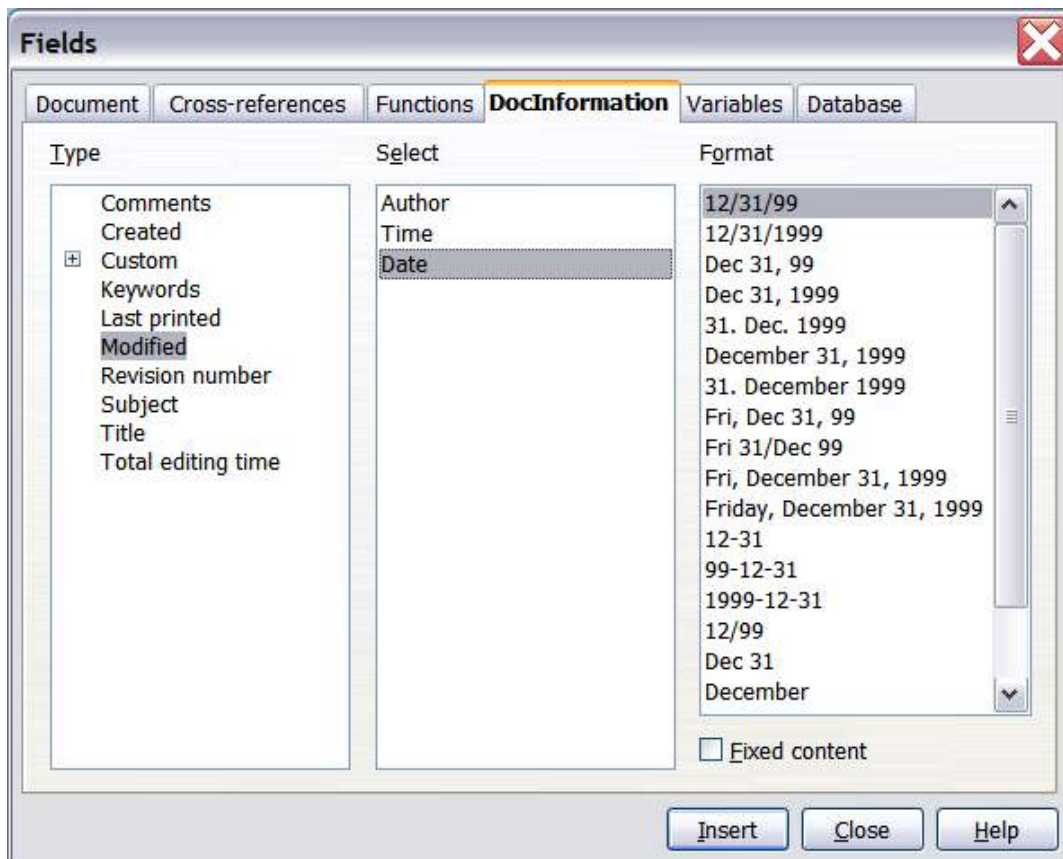 Fields
Document Cross-references Functions DocInformation Variables Database
Type
Comments
Created
Custom
Keywords
Last printed
Modified
Revision number
Subject
Title
Total editing time
Select
Author
Time
Date
Format
12/31/99
12/31/1999
Dec 31, 99
Dec 31, 1999
31. Dec. 1999
December 31, 1999
31. December 1999
Fri, Dec 31, 99
Fri 31/Dec 99
Fri, December 31, 1999
Friday, December 31, 1999
12-31
99-12-31
1999-12-31
12/99
Dec 31
December
Fixed content
Insert Close Help